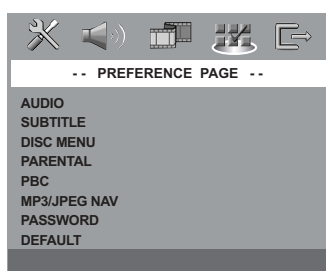 -- PREFERENCE PAGE --
AUDIO
SUBTITLE
DISC MENU
PARENTAL
PBC
MP3/JPEG NAV
PASSWORD
DEFAULT